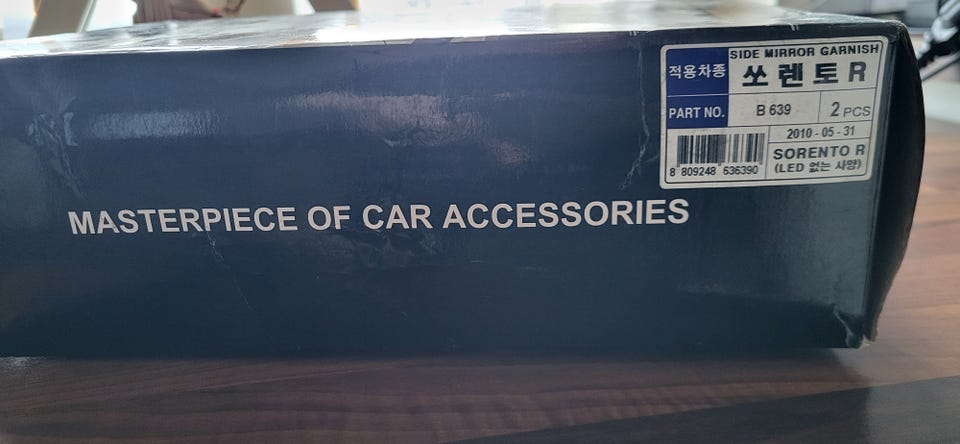 SIDE MIRROR GARNISH
적용차종 쏘렌토 R
PART NO. B 639 2 PCS
2010 - 05 - 31
8 809248 636390
SORENTO R
(LED 없는 사양)
MASTERPIECE OF CAR ACCESSORIES